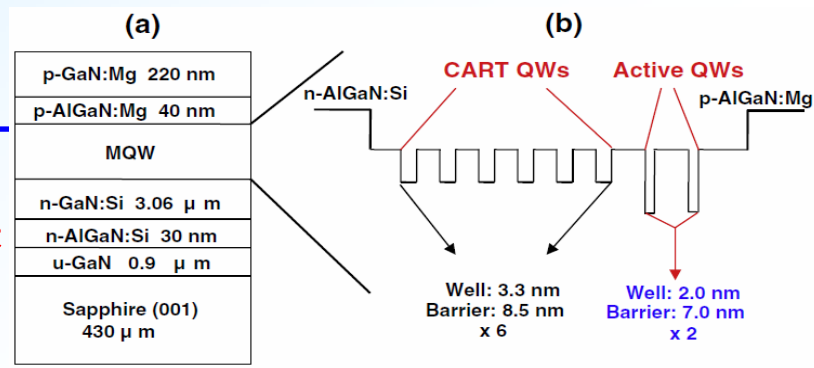 (a)
p-GaN:Mg 220 nm
p-AlGaN:Mg 40 nm
MQW
n-GaN:Si 3.06 μ m
n-AlGaN:Si 30 nm
u-GaN 0.9 μ m
Sapphire (001)
430 μ m
(b)
CART QWs
Active QWs
n-AlGaN:Si
p-AlGaN:Mg
Well: 3.3 nm
Barrier: 8.5 nm
x 6
Well: 2.0 nm
Barrier: 7.0 nm
x 2